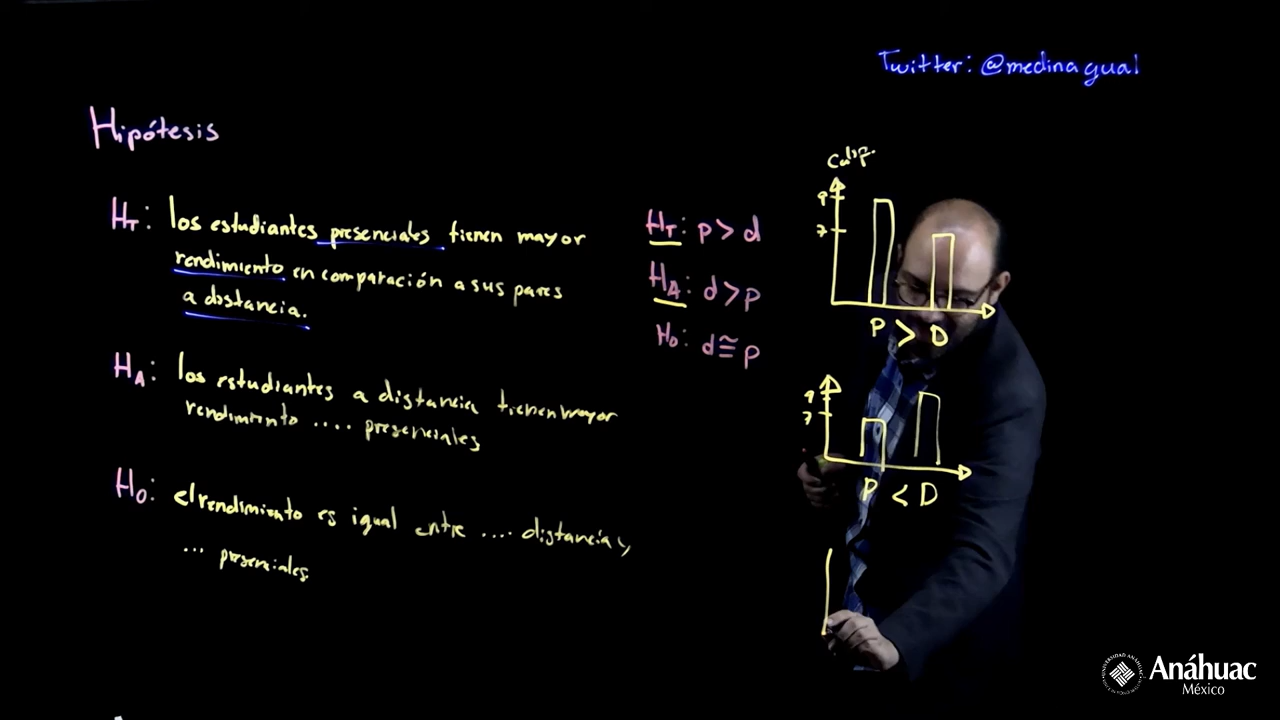 Twitter: @medinagual
Hipótesis
HT: los estudiantes presenciales tienen mayor
rendimiento en comparación a sus pares
a distancia.
HA: los estudiantes a distancia tienen mayor
rendimiento .... presenciales
H0: el rendimiento es igual entre .... distancia y
... presenciales.
HT: p > d
HA: d > p
H0: d ≅ p
Calif.
9
7
P > D
9
7
P < D
Anáhuac
México